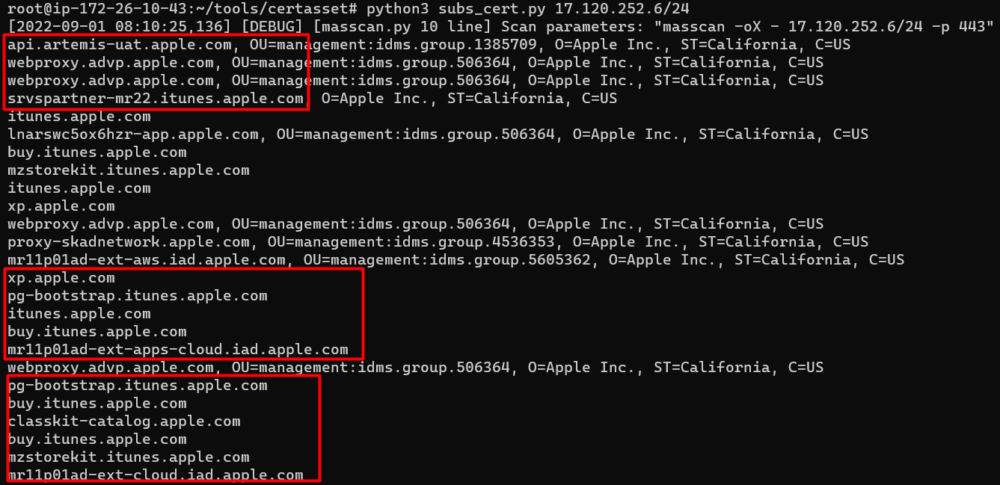 root@ip-172-26-10-43:~/tools/certasset# python3 subs_cert.py 17.120.252.6/24
[2022-09-01 08:10:25,136] [DEBUG] [masscan.py 10 line] Scan parameters: "masscan -oX - 17.120.252.6/24 -p 443"
api.artemis-uat.apple.com, OU=management:idms.group.1385709, O=Apple Inc., ST=California, C=US
webproxy.advp.apple.com, OU=management:idms.group.506364, O=Apple Inc., ST=California, C=US
webproxy.advp.apple.com, OU=management:idms.group.506364, O=Apple Inc., ST=California, C=US
srvspartner-mr22.itunes.apple.com, O=Apple Inc., ST=California, C=US
itunes.apple.com
lnarswc5ox6hzr-app.apple.com, OU=management:idms.group.506364, O=Apple Inc., ST=California, C=US
buy.itunes.apple.com
mzstorekit.itunes.apple.com
itunes.apple.com
xp.apple.com
webproxy.advp.apple.com, OU=management:idms.group.506364, O=Apple Inc., ST=California, C=US
proxy-skadnetwork.apple.com, OU=management:idms.group.4536353, O=Apple Inc., ST=California, C=US
mr11p01ad-ext-aws.iad.apple.com, OU=management:idms.group.5605362, O=Apple Inc., ST=California, C=US
xp.apple.com
pg-bootstrap.itunes.apple.com
itunes.apple.com
buy.itunes.apple.com
mr11p01ad-ext-apps-cloud.iad.apple.com
webproxy.advp.apple.com, OU=management:idms.group.506364, O=Apple Inc., ST=California, C=US
pg-bootstrap.itunes.apple.com
buy.itunes.apple.com
classkit-catalog.apple.com
buy.itunes.apple.com
mzstorekit.itunes.apple.com
mr11p01ad-ext-cloud.iad.apple.com